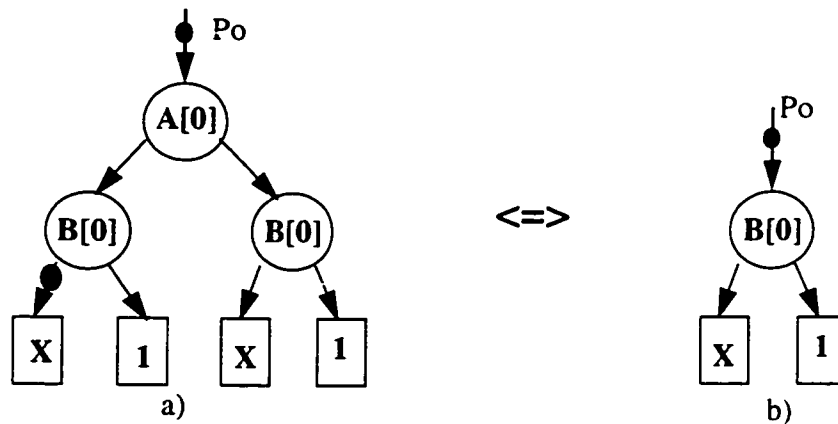 Po
A[0]
Po
B[0] B[0] <=> B[0]
X 1 X 1 X 1
a) b)